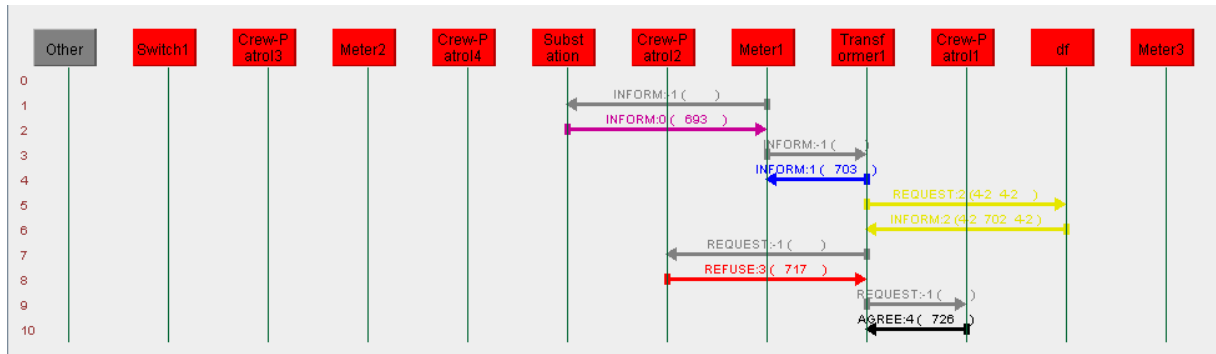 Other
Switch1
Crew-P
atrol3
Meter2
Crew-P
atrol4
Subst
ation
Crew-P
atrol2
Meter1
Transf
ormer1
Crew-P
atrol1
df
Meter3
0
1
INFORM:-1 ( )
2
INFORM:0 ( 693 )
3
INFORM:-1 ( )
4
INFORM:1 ( 703 )
5
REQUEST:2 (4-2 4-2 )
6
INFORM:2 (4-2 702 4-2 )
7
REQUEST:-1 ( )
8
REFUSE:3 ( 717 )
9
REQUEST:-1 ( )
10
AGREE:4 ( 726 )